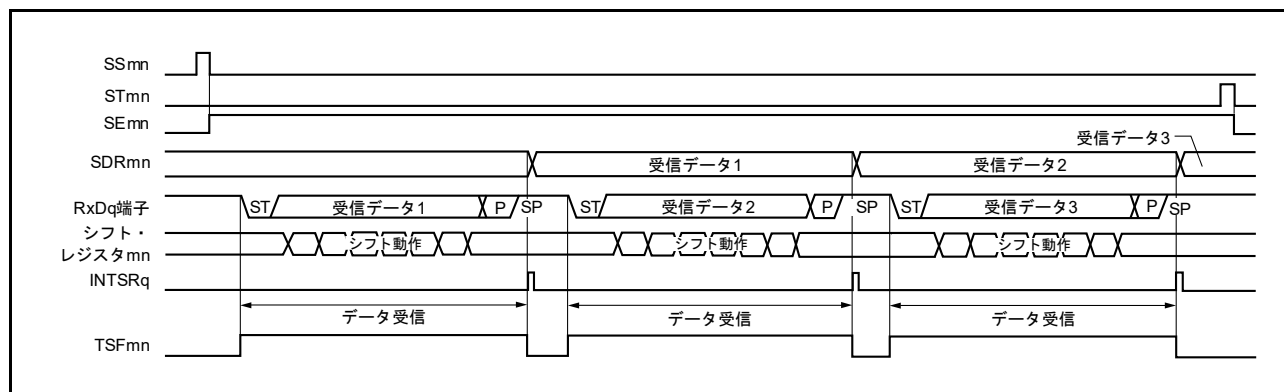 SSmn
STmn
SEmn
受信データ3
SDRmn 受信データ1 受信データ2
RxDq端子 ST 受信データ1 P SP ST 受信データ2 P SP ST 受信データ3 P SP
シフト・
レジスタmn シフト動作 シフト動作 シフト動作
INTSRq
データ受信 データ受信 データ受信
TSFmn